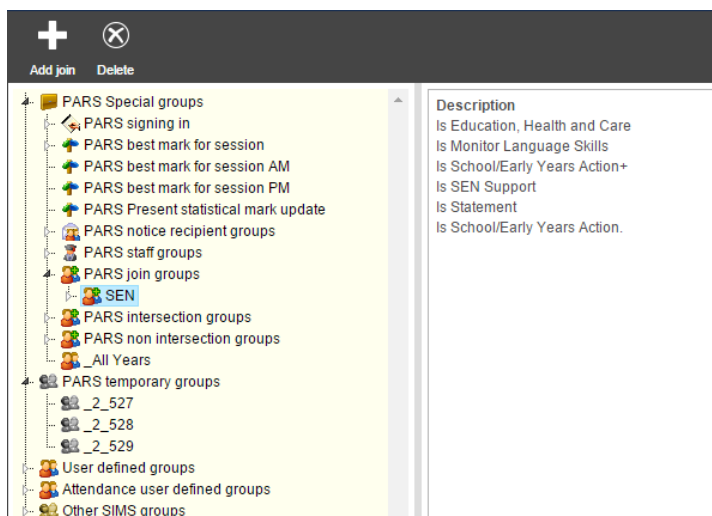 Add join Delete
PARS Special groups
PARS signing in
PARS best mark for session
PARS best mark for session AM
PARS best mark for session PM
PARS Present statistical mark update
PARS notice recipient groups
PARS staff groups
PARS join groups
SEN
PARS intersection groups
PARS non intersection groups
_All Years
PARS temporary groups
_2_527
_2_528
_2_529
User defined groups
Attendance user defined groups
Other SIMS groups
Description
Is Education, Health and Care
Is Monitor Language Skills
Is School/Early Years Action+
Is SEN Support
Is Statement
Is School/Early Years Action.